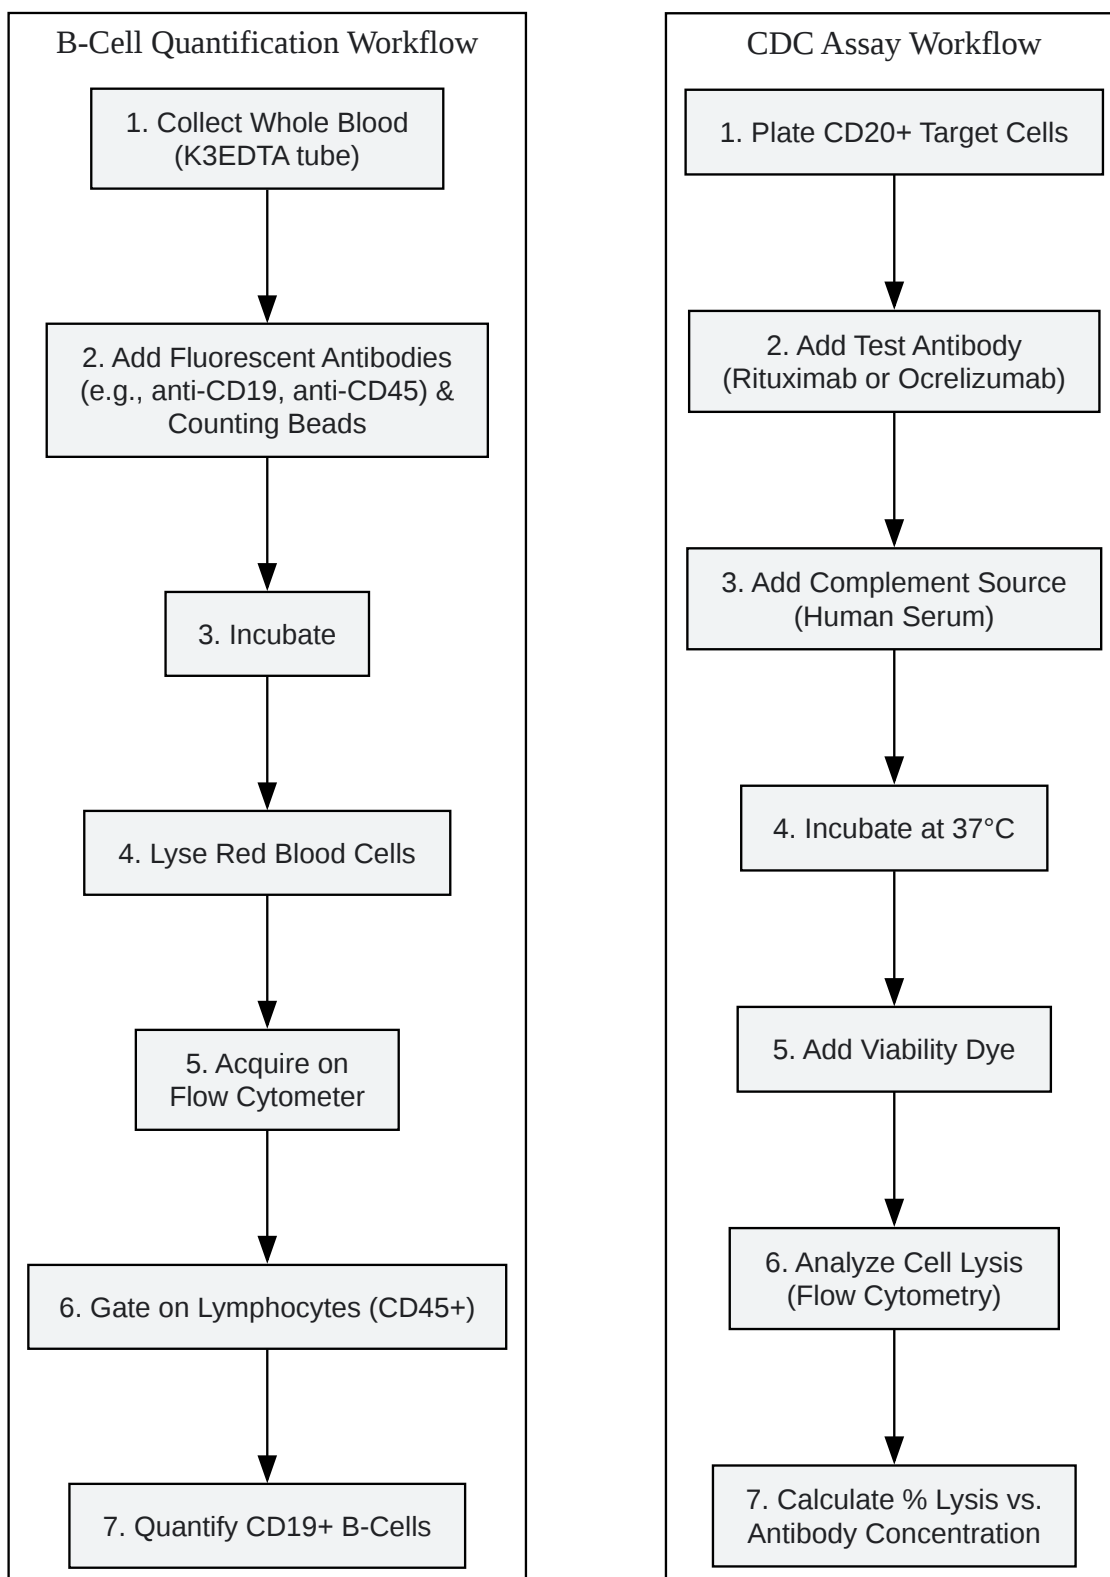 B-Cell Quantification Workflow
1. Collect Whole Blood
(K3EDTA tube)
2. Add Fluorescent Antibodies
(e.g., anti-CD19, anti-CD45) &
Counting Beads
3. Incubate
4. Lyse Red Blood Cells
5. Acquire on
Flow Cytometer
6. Gate on Lymphocytes (CD45+)
7. Quantify CD19+ B-Cells
CDC Assay Workflow
1. Plate CD20+ Target Cells
2. Add Test Antibody
(Rituximab or Ocrelizumab)
3. Add Complement Source
(Human Serum)
4. Incubate at 37°C
5. Add Viability Dye
6. Analyze Cell Lysis
(Flow Cytometry)
7. Calculate % Lysis vs.
Antibody Concentration